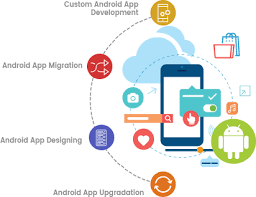 Custom Android App
Development
Android App Migration
Android App Designing
Android App Upgradation